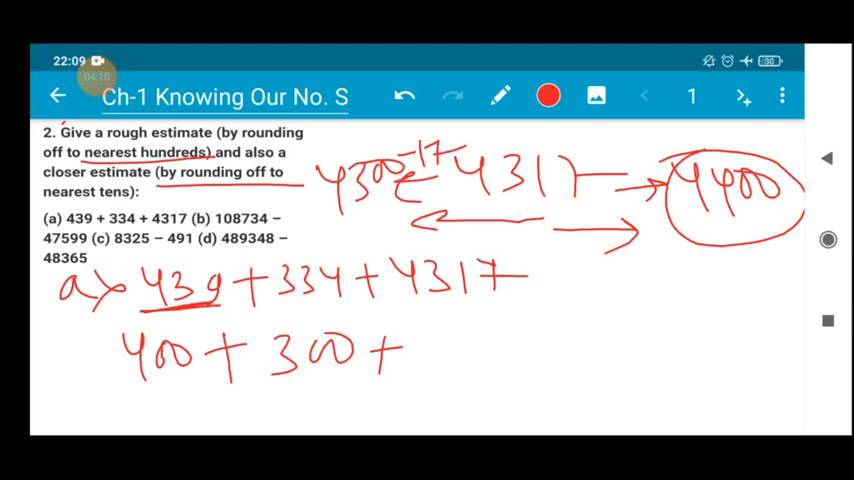 22:09
30
04:10
Ch-1 Knowing Our No. S
1
2. Give a rough estimate (by rounding
off to nearest hundreds) and also a
closer estimate (by rounding off to
nearest tens):
4300 -17 4317 4400
(a) 439 + 334 + 4317 (b) 108734 –
47599 (c) 8325 – 491 (d) 489348 –
48365
a> 439 + 334 + 4317
400 + 300 +